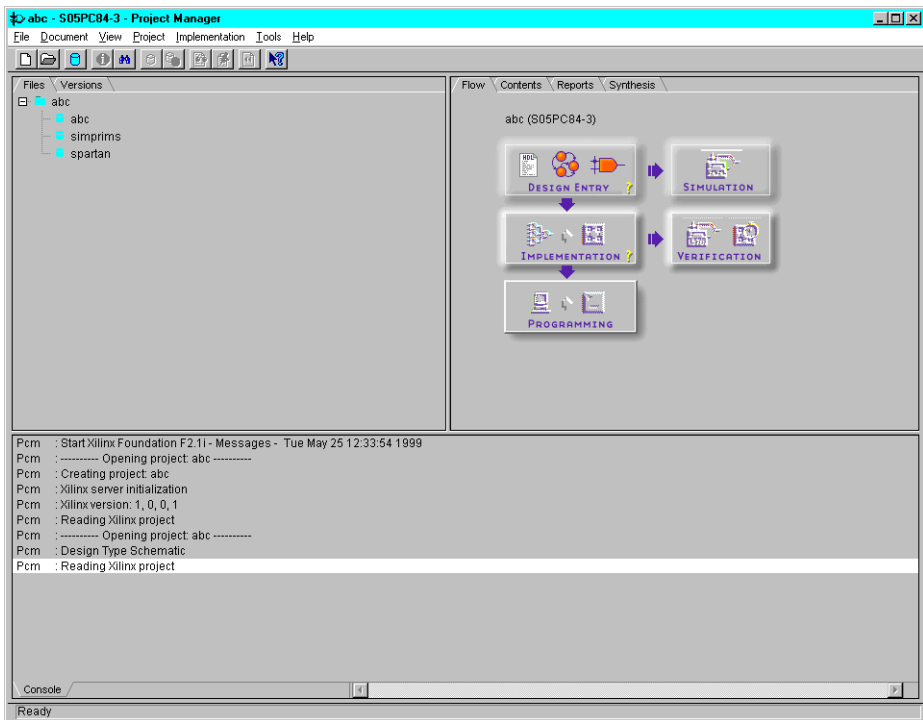 abc - S05PC84-3 - Project Manager
File Document View Project Implementation Tools Help
Files Versions
abc
abc
simprims
spartan
Flow Contents Reports Synthesis
abc (S05PC84-3)
HDL
DESIGN ENTRY ?
SIMULATION
IMPLEMENTATION ?
VERIFICATION
PROGRAMMING
Pcm : Start Xilinx Foundation F2.1i - Messages - Tue May 25 12:33:54 1999
Pcm : ---------- Opening project: abc ----------
Pcm : Creating project: abc
Pcm : Xilinx server initialization
Pcm : Xilinx version: 1, 0, 0, 1
Pcm : Reading Xilinx project
Pcm : ---------- Opening project: abc ----------
Pcm : Design Type Schematic
Pcm : Reading Xilinx project
Console
Ready